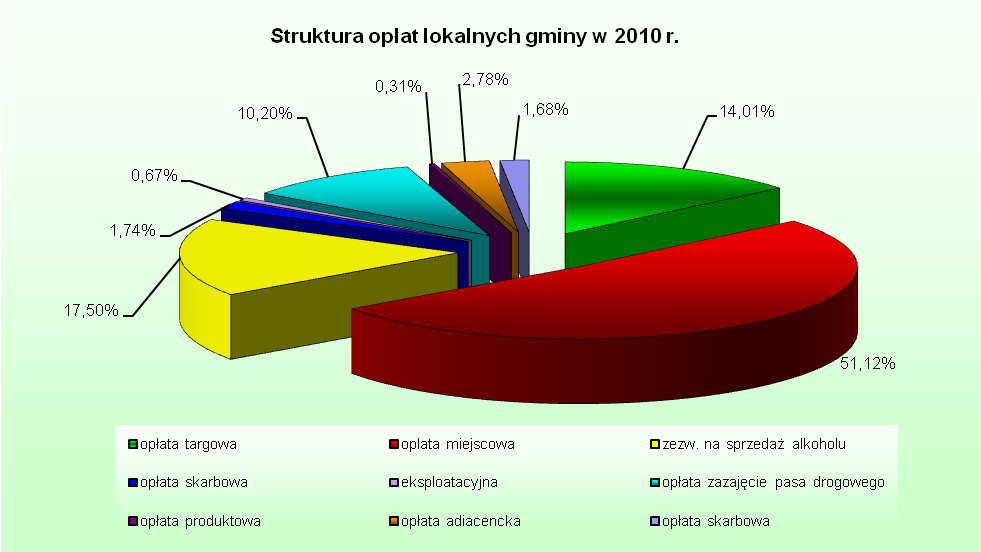 Struktura opłat lokalnych gminy w 2010 r.
0,31%
2,78%
1,68%
10,20%
14,01%
0,67%
1,74%
17,50%
51,12%
opłata targowa
oplata miejscowa
zezw. na sprzedaż alkoholu
opłata skarbowa
eksploatacyjna
opłata zazajęcie pasa drogowego
opłata produktowa
opłata adiacencka
opłata skarbowa